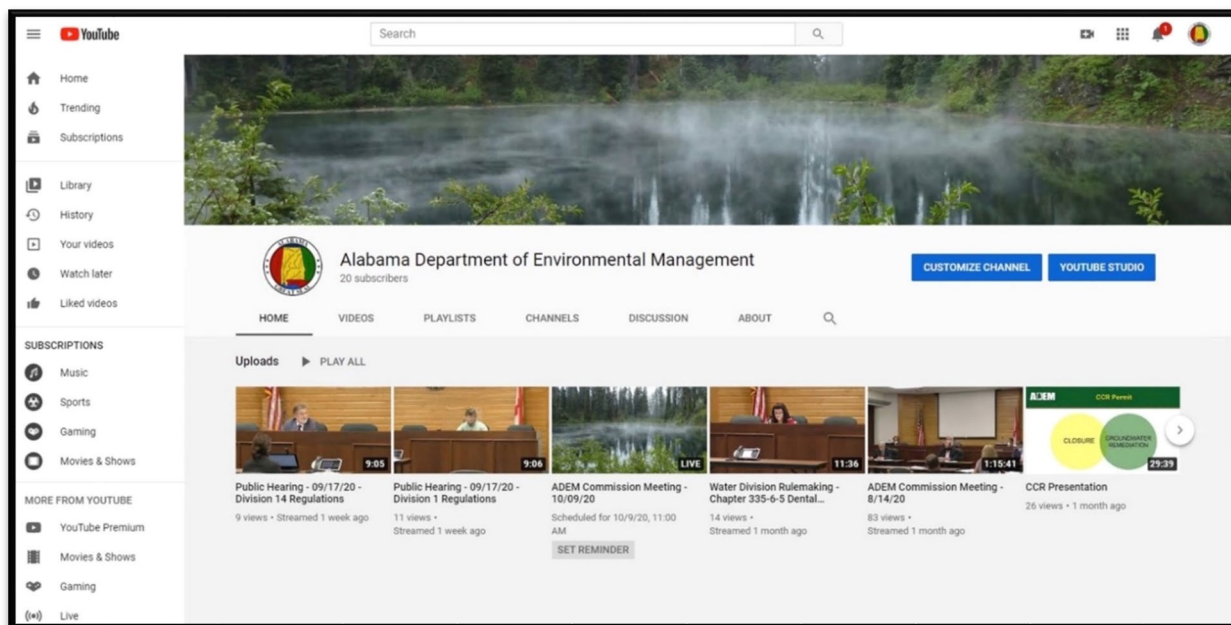 YouTube
Search
1
Home
Trending
Subscriptions
Library
History
Your videos
Watch later
Liked videos
SUBSCRIPTIONS
Music
Sports
Gaming
Movies & Shows
MORE FROM YOUTUBE
YouTube Premium
Movies & Shows
Gaming
Live
Alabama Department of Environmental Management
20 subscribers
CUSTOMIZE CHANNEL
YOUTUBE STUDIO
HOME VIDEOS PLAYLISTS CHANNELS DISCUSSION ABOUT
Uploads PLAY ALL
9:05
Public Hearing - 09/17/20 -
Division 14 Regulations
9 views • Streamed 1 week ago
9:06
Public Hearing - 09/17/20 -
Division 1 Regulations
11 views •
Streamed 1 week ago
LIVE
ADEM Commission Meeting -
10/09/20
Scheduled for 10/9/20, 11:00
AM
SET REMINDER
11:36
Water Division Rulemaking -
Chapter 335-6-5 Dental...
14 views •
Streamed 1 month ago
1:15:41
ADEM Commission Meeting -
8/14/20
83 views •
Streamed 1 month ago
ADEM CCR Permit
CLOSURE
GROUNDWATER
REMEDIATION
29:39
CCR Presentation
26 views • 1 month ago